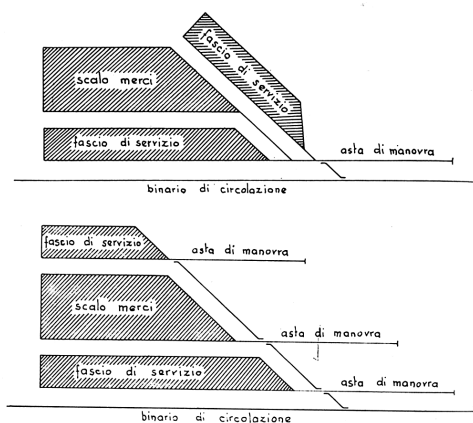 fascio di servizio
scalo merci
fascio di servizio
asta di manovra
binario di circolazione
fascio di servizio
asta di manovra
scalo merci
asta di manovra
fascio di servizio
asta di manovra
binario di circolazione